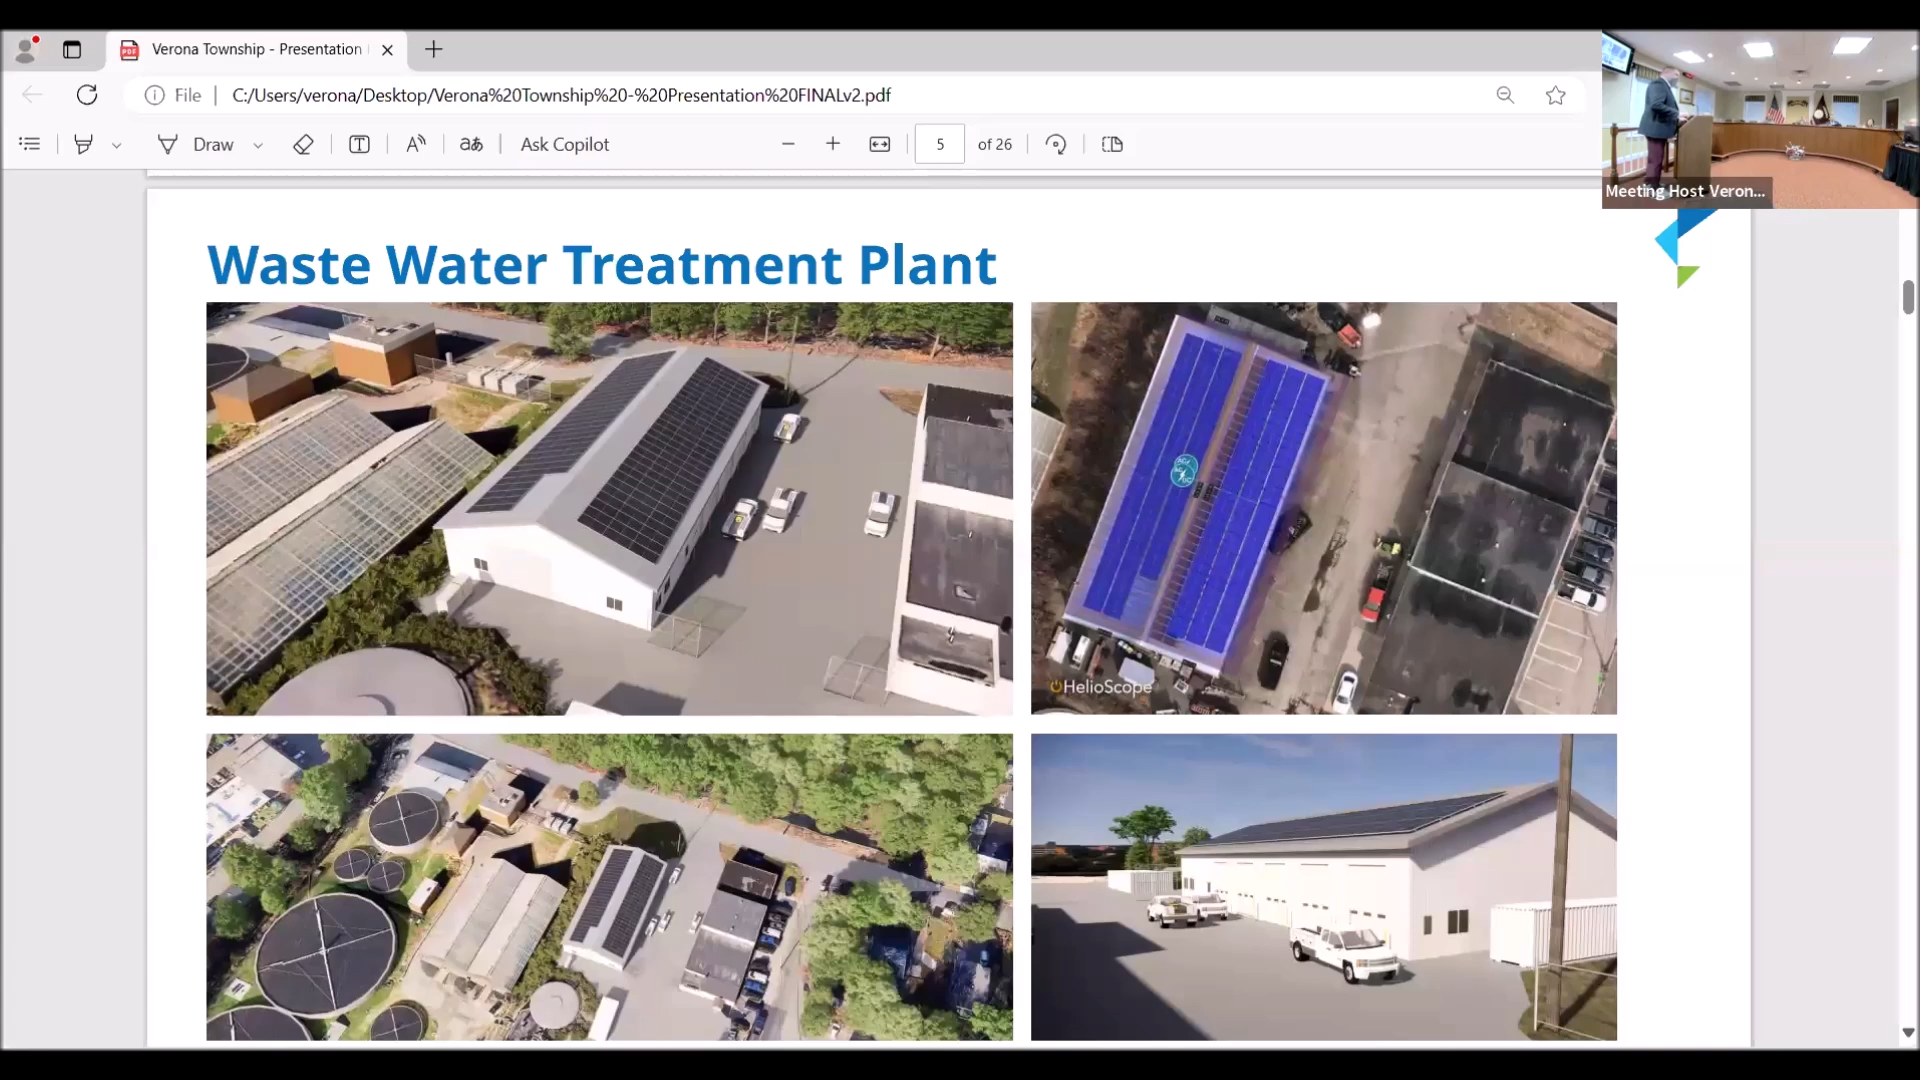 Verona Township - Presentation
File
C:/Users/verona/Desktop/Verona%20Township%20-%20Presentation%20FINALv2.pdf
Draw
Ask Copilot
5 of 26
Meeting Host Veron...
Waste Water Treatment Plant
HelioScope